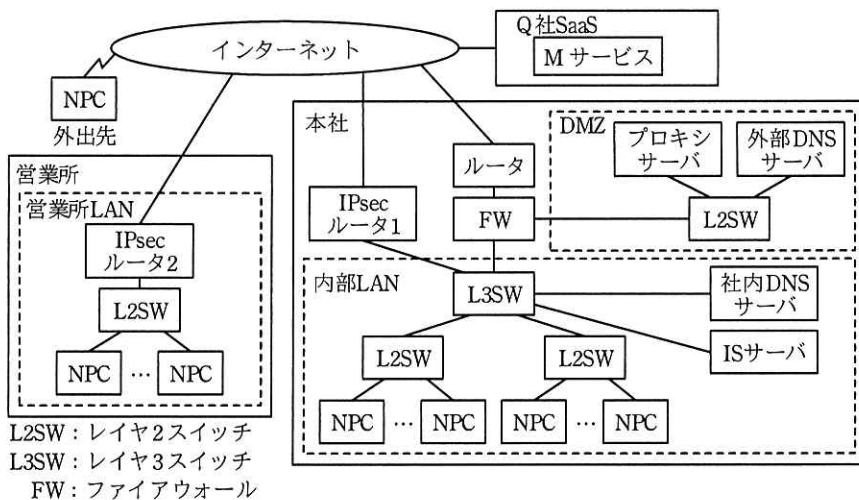 Q社SaaS
Mサービス
インターネット
NPC
外出先
本社
DMZ
プロキシ
サーバ
外部DNS
サーバ
L2SW
ルータ
FW
IPsec
ルータ1
営業所
営業所LAN
IPsec
ルータ2
L2SW
NPC … NPC
内部LAN
L3SW
社内DNS
サーバ
ISサーバ
L2SW
L2SW
NPC … NPC
NPC … NPC
L2SW：レイヤ2スイッチ
L3SW：レイヤ3スイッチ
FW：ファイアウォール